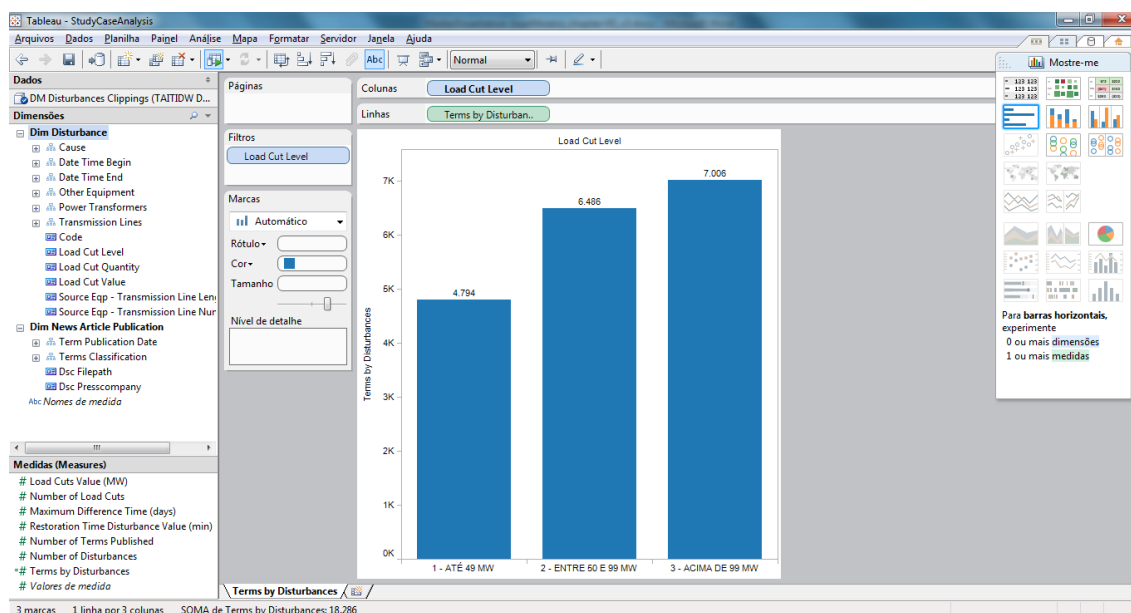 Tableau - StudyCaseAnalysis
Arquivos Dados Planilha Painel Análise Mapa Formatar Servidor Janela Ajuda
Abc Normal
Dados
DM Disturbances Clippings (TAITIDW D...
Dimensões
Dim Disturbance
Cause
Date Time Begin
Date Time End
Other Equipment
Power Transformers
Transmission Lines
Code
Load Cut Level
Load Cut Quantity
Load Cut Value
Source Eqp - Transmission Line Leng
Source Eqp - Transmission Line Nur
Dim News Article Publication
Term Publication Date
Terms Classification
Dsc Filepath
Dsc Presscompany
Abc Nomes de medida
Medidas (Measures)
# Load Cuts Value (MW)
# Number of Load Cuts
# Maximum Difference Time (days)
# Restoration Time Disturbance Value (min)
# Number of Terms Published
# Number of Disturbances
=# Terms by Disturbances
# Valores de medida
Páginas
Filtros
Load Cut Level
Marcas
Automático
Rótulo
Cor
Tamanho
Nível de detalhe
Colunas Load Cut Level
Linhas Terms by Disturban..
Load Cut Level
Terms by Disturbances
7K
6K
5K
4K
3K
2K
1K
0K
4.794
6.486
7.006
1 - ATÉ 49 MW
2 - ENTRE 50 E 99 MW
3 - ACIMA DE 99 MW
Mostre-me
Para barras horizontais,
experimente
0 ou mais dimensões
1 ou mais medidas
Terms by Disturbances
3 marcas 1 linha por 3 colunas SOMA de Terms by Disturbances: 18.286